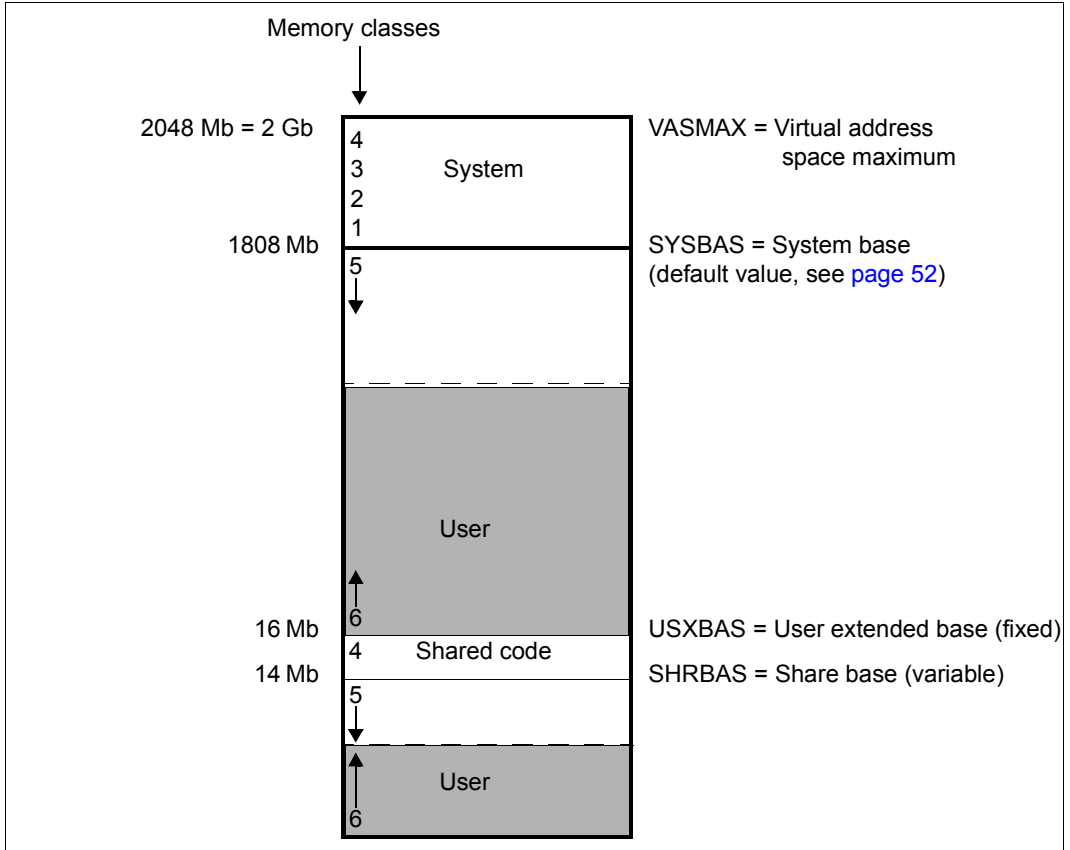 Memory classes
2048 Mb = 2 Gb
4
VASMAX = Virtual address
space maximum
3
System
2
1
1808 Mb
SYSBAS = System base
5
(default value, see page 52)
User
6
16 Mb
USXBAS = User extended base (fixed)
4
Shared code
14 Mb
SHRBAS = Share base (variable)
5
User
6